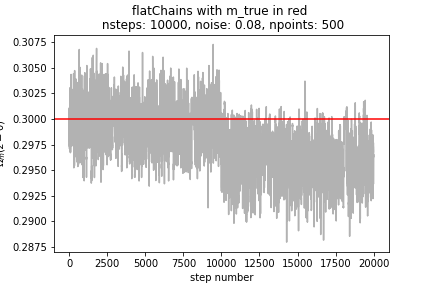 flatChains with m_true in red
nsteps: 10000, noise: 0.08, npoints: 500
0.3075
0.3050
0.3025
0.3000
0.2975
0.2950
0.2925
0.2900
0.2875
0 2500 5000 7500 10000 12500 15000 17500 20000
step number